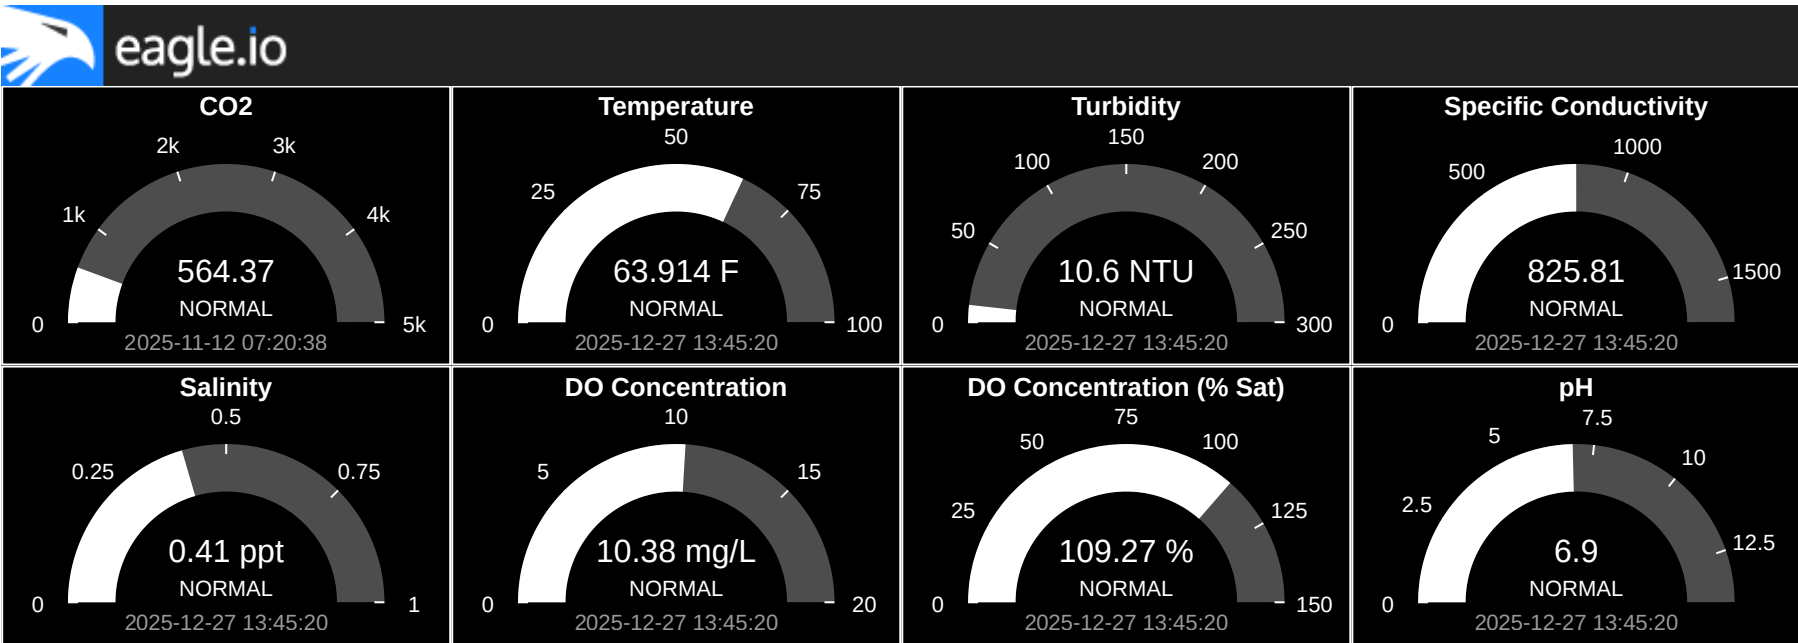 eagle.io
CO2
0
1k
2k
3k
4k
5k
564.37
NORMAL
2025-11-12 07:20:38
Temperature
0
25
50
75
100
63.914 F
NORMAL
2025-12-27 13:45:20
Turbidity
0
50
100
150
200
250
300
10.6 NTU
NORMAL
2025-12-27 13:45:20
Specific Conductivity
0
500
1000
1500
825.81
NORMAL
2025-12-27 13:45:20
Salinity
0
0.25
0.5
0.75
1
0.41 ppt
NORMAL
2025-12-27 13:45:20
DO Concentration
0
5
10
15
20
10.38 mg/L
NORMAL
2025-12-27 13:45:20
DO Concentration (% Sat)
0
25
50
75
100
125
150
109.27 %
NORMAL
2025-12-27 13:45:20
pH
0
2.5
5
7.5
10
12.5
6.9
NORMAL
2025-12-27 13:45:20